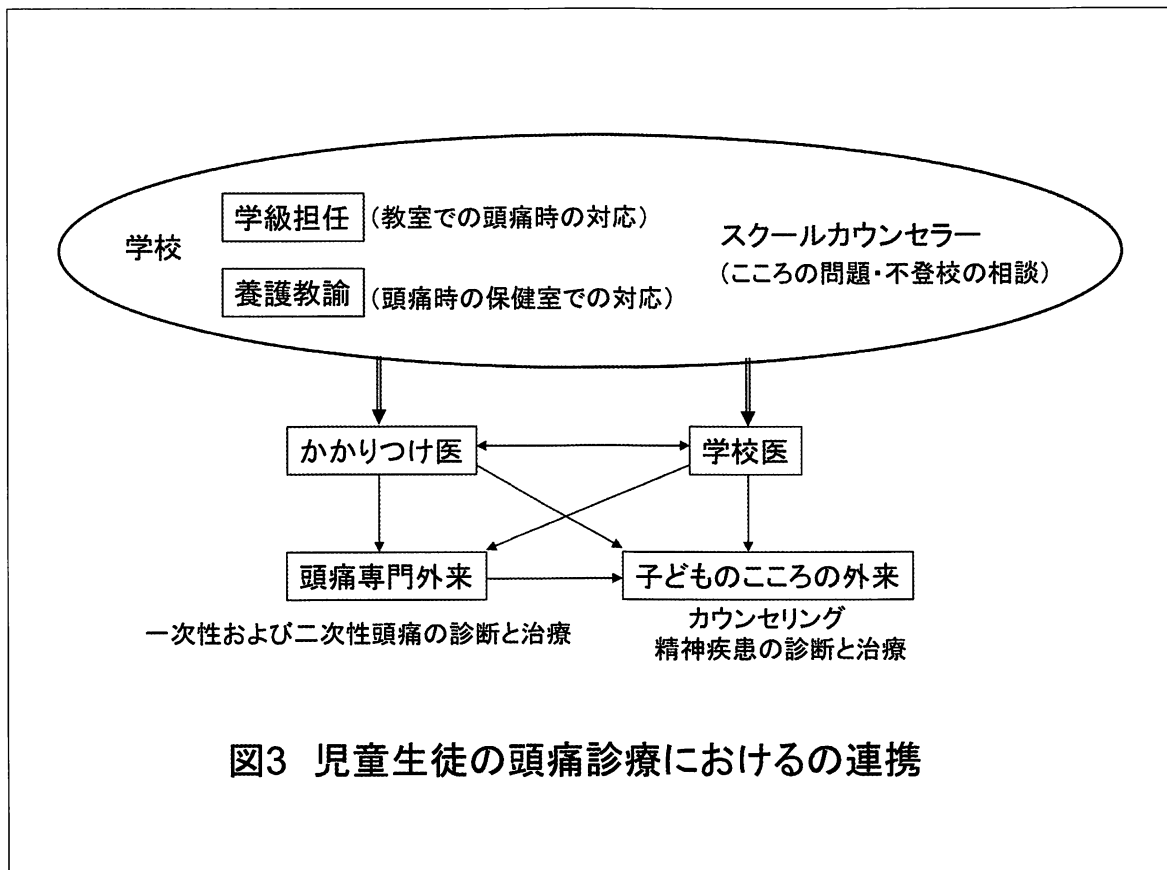 学級担任(教室での頭痛時の対応)
学校
スクールカウンセラー
(こころの問題・不登校の相談)
養護教諭(頭痛時の保健室での対応)
かかりつけ医
学校医
頭痛専門外来
子どものこころの外来
一次性および二次性頭痛の診断と治療
カウンセリング
精神疾患の診断と治療
図3 児童生徒の頭痛診療におけるの連携